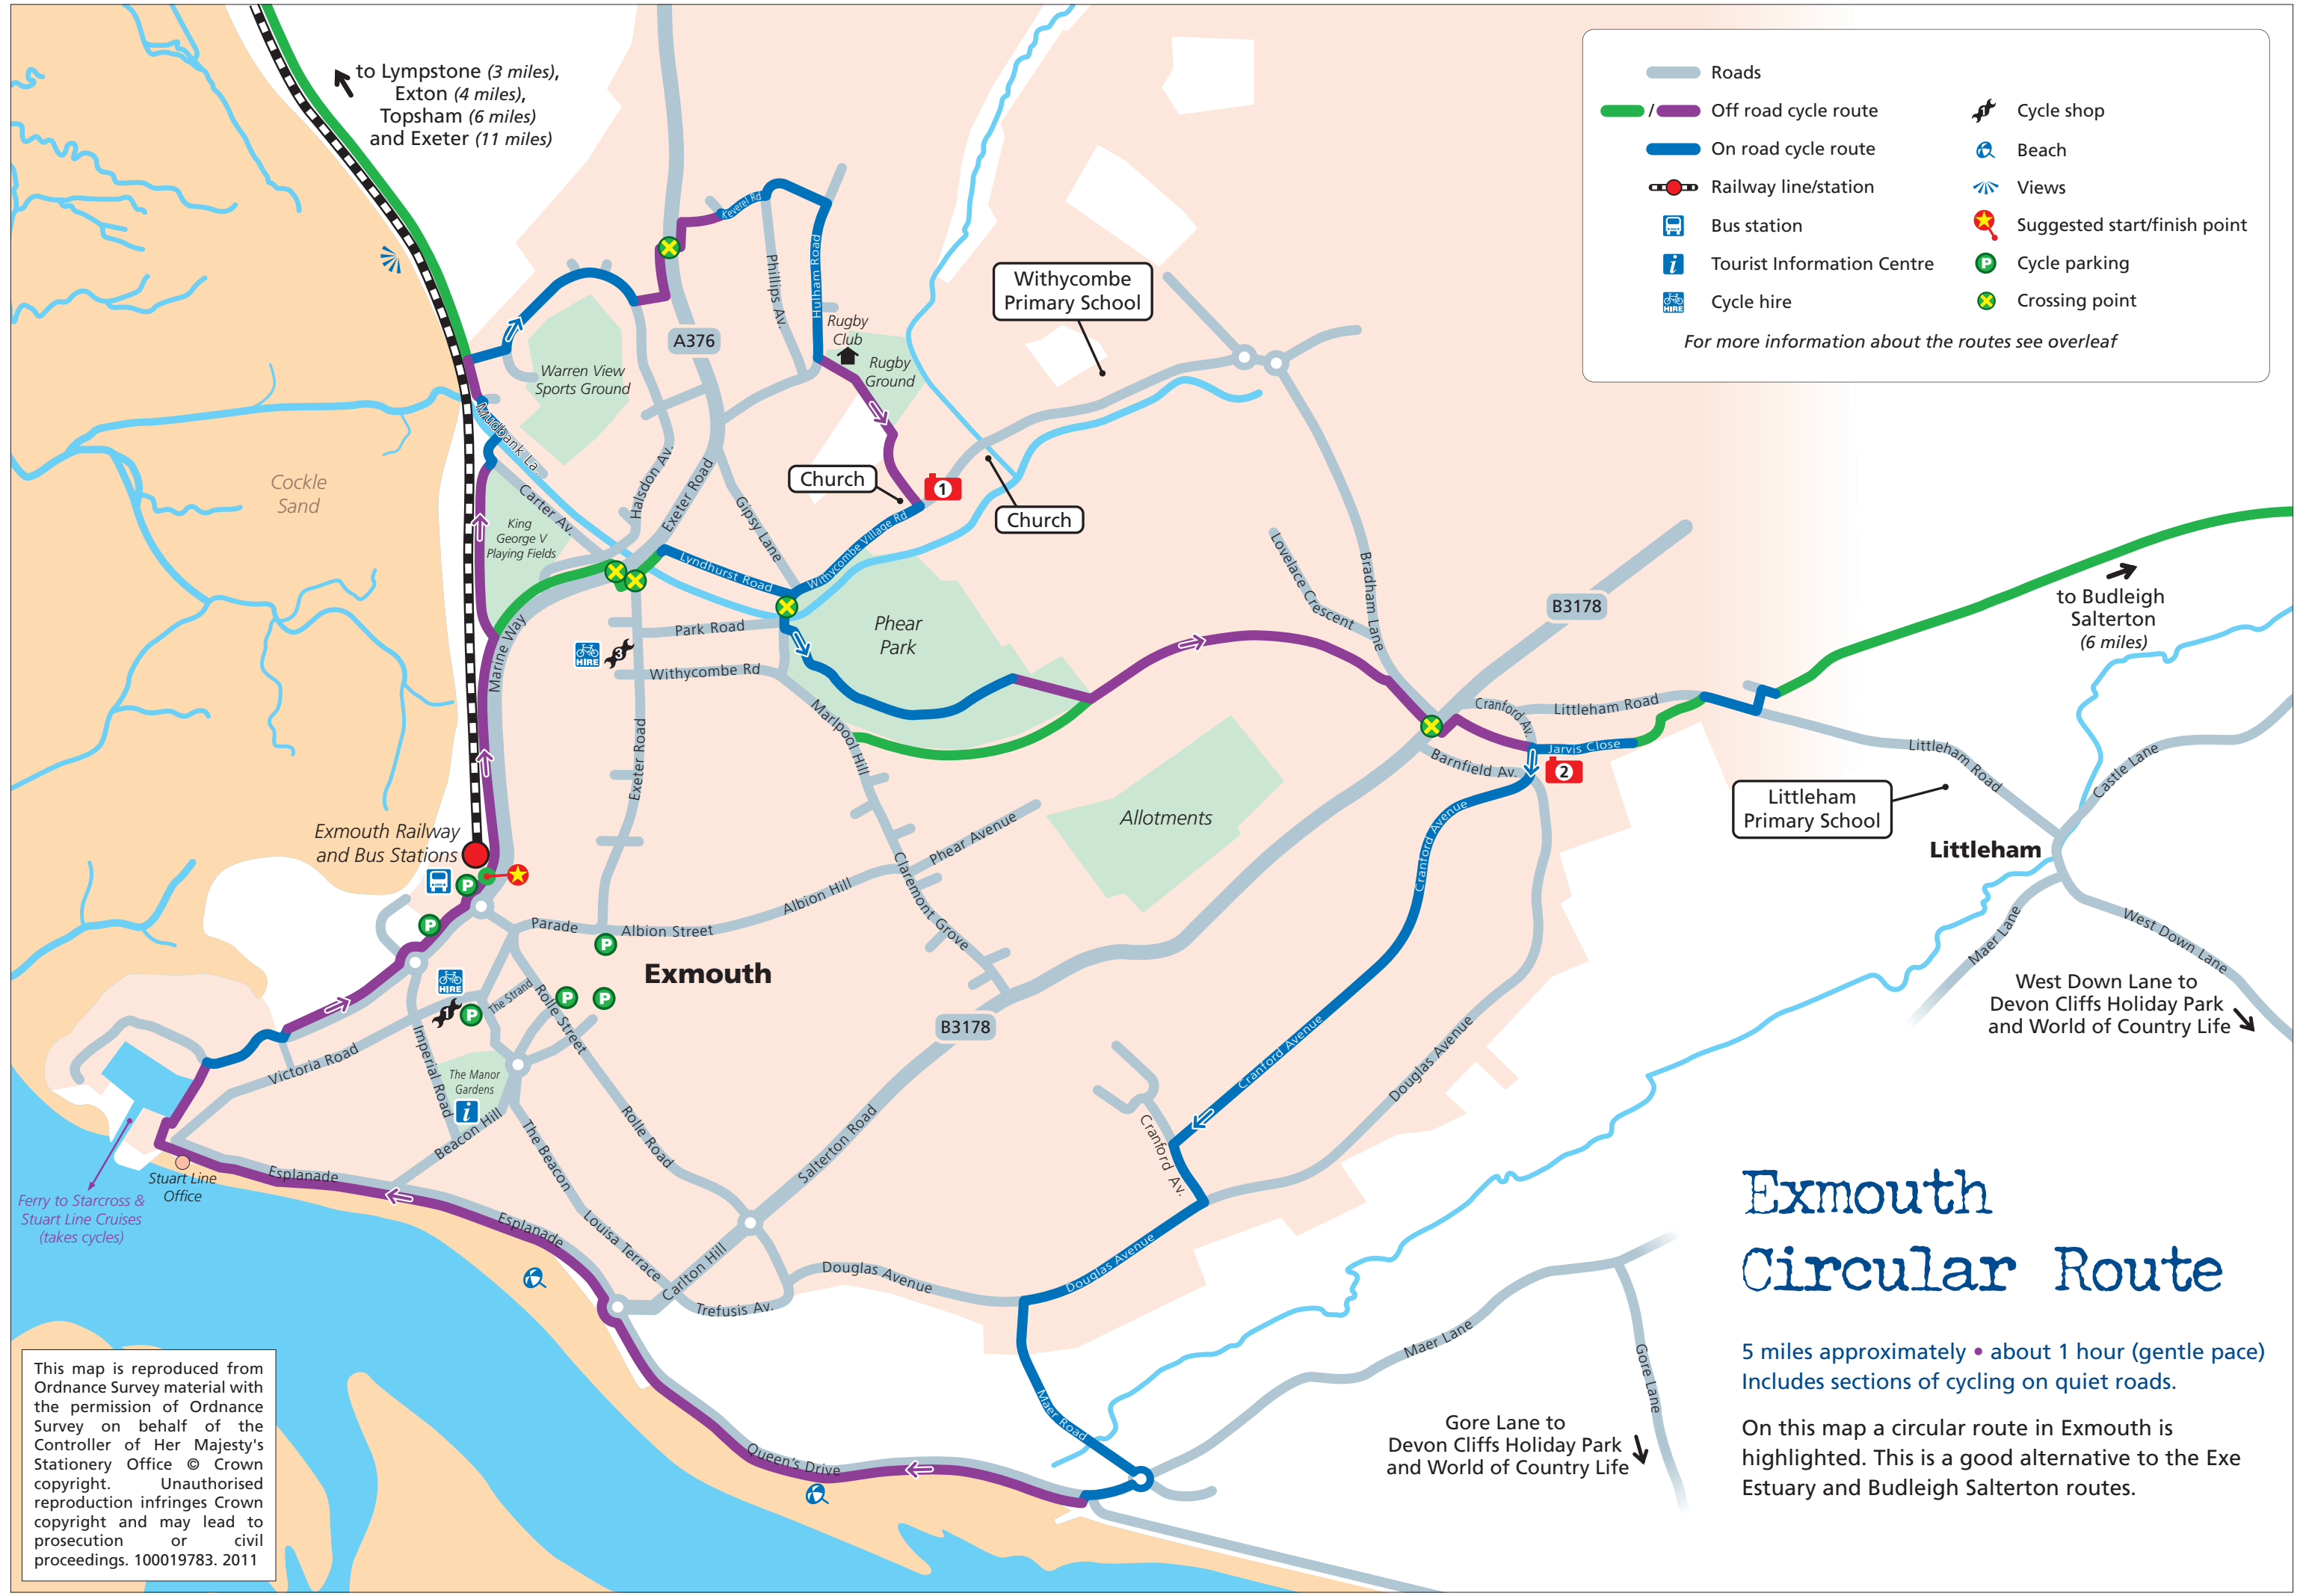 to Lympstone (3 miles),
Exton (4 miles),
Topsham (6 miles)
and Exeter (11 miles)
Roads
/
Off road cycle route
On road cycle route
Railway line/station
Bus station
Tourist Information Centre
Cycle hire
Cycle shop
Beach
Views
Suggested start/finish point
Cycle parking
Crossing point
For more information about the routes see overleaf
Keverel Rd
Phillips Av.
Hulham Road
Rugby
Club
Rugby
Ground
A376
Withycombe
Primary School
Warren View
Sports Ground
Mudbank La.
Cockle
Sand
Carter Av.
King
George V
Playing Fields
Halsdon Av.
Exeter Road
Gipsy Lane
Church
1
Church
Withycombe Village Rd
Lyndhurst Road
Lovelace Crescent
Bradham Lane
B3178
to Budleigh
Salterton
(6 miles)
Phear
Park
Park Road
Withycombe Rd
HIRE
3
Marine Way
Marlpool Hill
Exeter Road
Cranford Av.
Littleham Road
Jarvis Close
Barnfield Av.
2
Littleham Road
Castle Lane
Littleham
Primary School
Littleham
Allotments
Cranford Avenue
Exmouth Railway
and Bus Stations
P
P
P
P
P
P
Phear Avenue
Albion Hill
Claremont Grove
Parade
Albion Street
Exmouth
HIRE
1
The Strand
Rolle Street
B3178
Maer Lane
West Down Lane
West Down Lane to
Devon Cliffs Holiday Park
and World of Country Life
Victoria Road
Imperial Road
The Manor
Gardens
i
Beacon Hill
The Beacon
Rolle Road
Salterton Road
Cranford Avenue
Douglas Avenue
Cranford Av.
Esplanade
Stuart Line
Office
Ferry to Starcross &
Stuart Line Cruises
(takes cycles)
Esplanade
Louisa Terrace
Carlton Hill
Trefusis Av.
Douglas Avenue
Douglas Avenue
Maer Road
Queen's Drive
Maer Lane
Gore Lane
Gore Lane to
Devon Cliffs Holiday Park
and World of Country Life
Exmouth
Circular Route
5 miles approximately • about 1 hour (gentle pace)
Includes sections of cycling on quiet roads.
On this map a circular route in Exmouth is
highlighted. This is a good alternative to the Exe
Estuary and Budleigh Salterton routes.
This map is reproduced from
Ordnance Survey material with
the permission of Ordnance
Survey on behalf of the
Controller of Her Majesty's
Stationery Office © Crown
copyright. Unauthorised
reproduction infringes Crown
copyright and may lead to
prosecution or civil
proceedings. 100019783. 2011